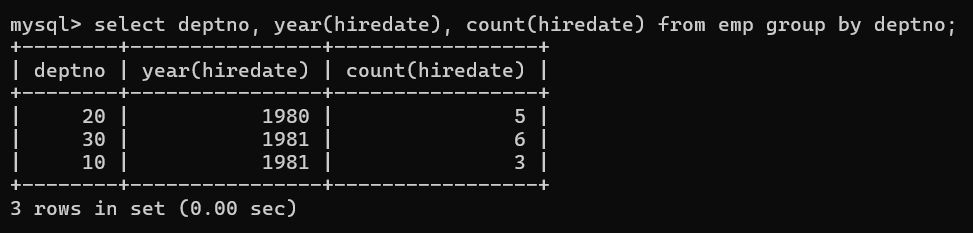 mysql> select deptno, year(hiredate), count(hiredate) from emp group by deptno;
+--------+----------------+-----------------+
| deptno | year(hiredate) | count(hiredate) |
+--------+----------------+-----------------+
|     20 |           1980 |               5 |
|     30 |           1981 |               6 |
|     10 |           1981 |               3 |
+--------+----------------+-----------------+
3 rows in set (0.00 sec)